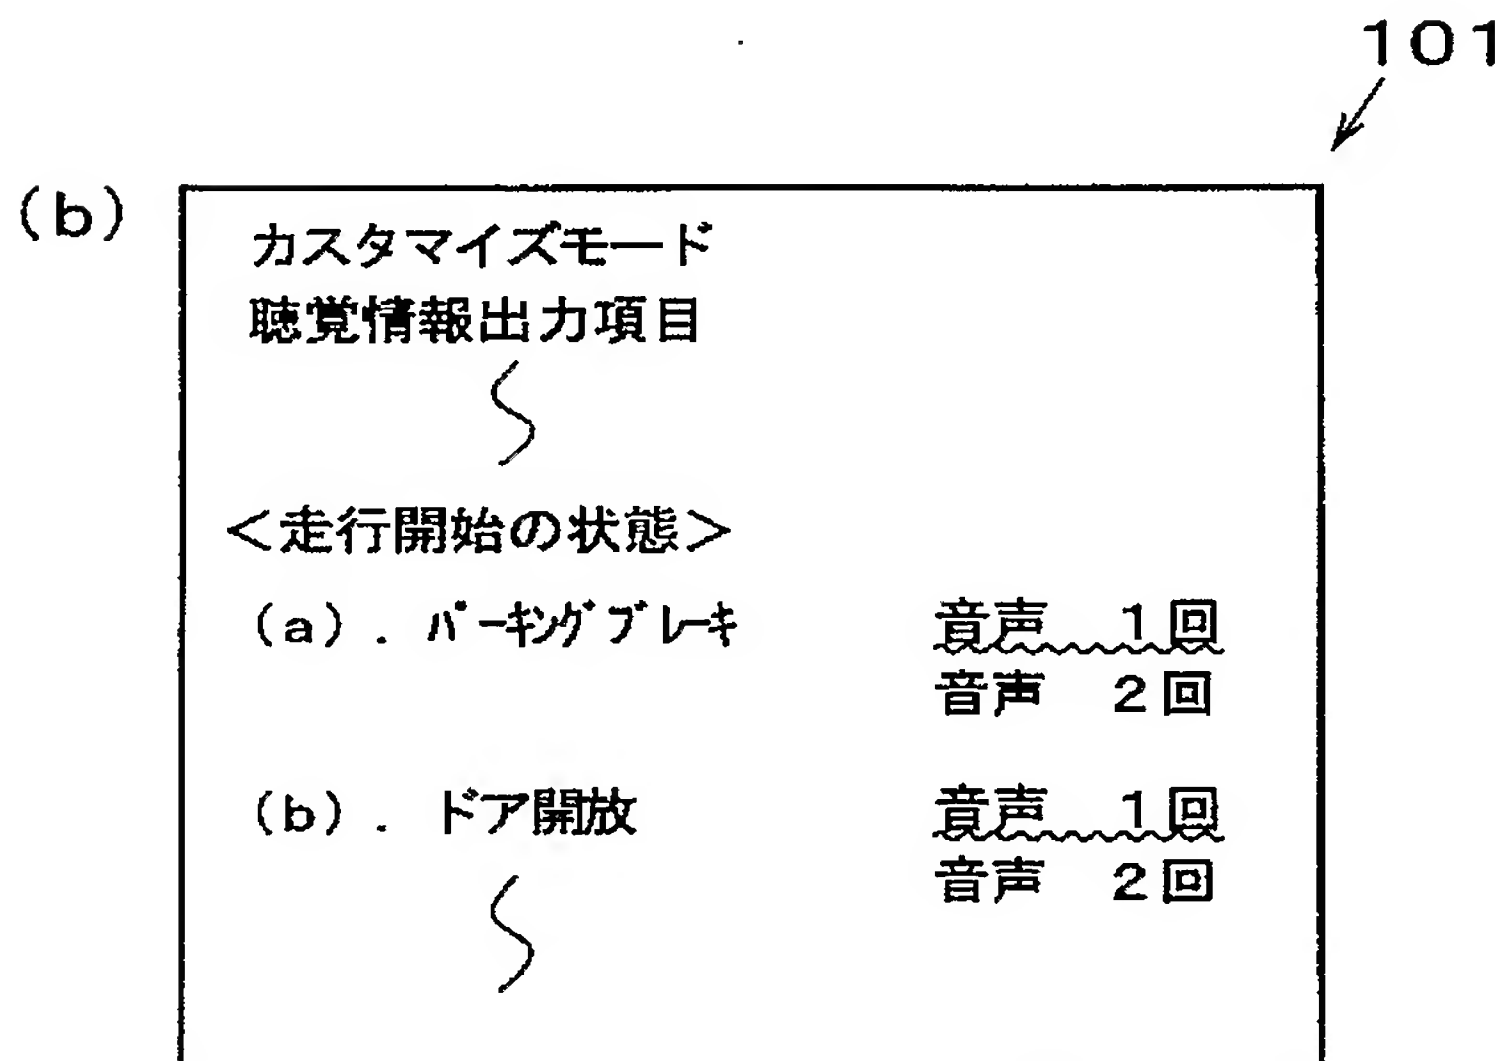 101
(b)
カスタマイズモード
聴覚情報出力項目
<走行開始の状態>
(a). パーキングブレーキ 音声 1回
音声 2回
(b). ドア開放 音声 1回
音声 2回